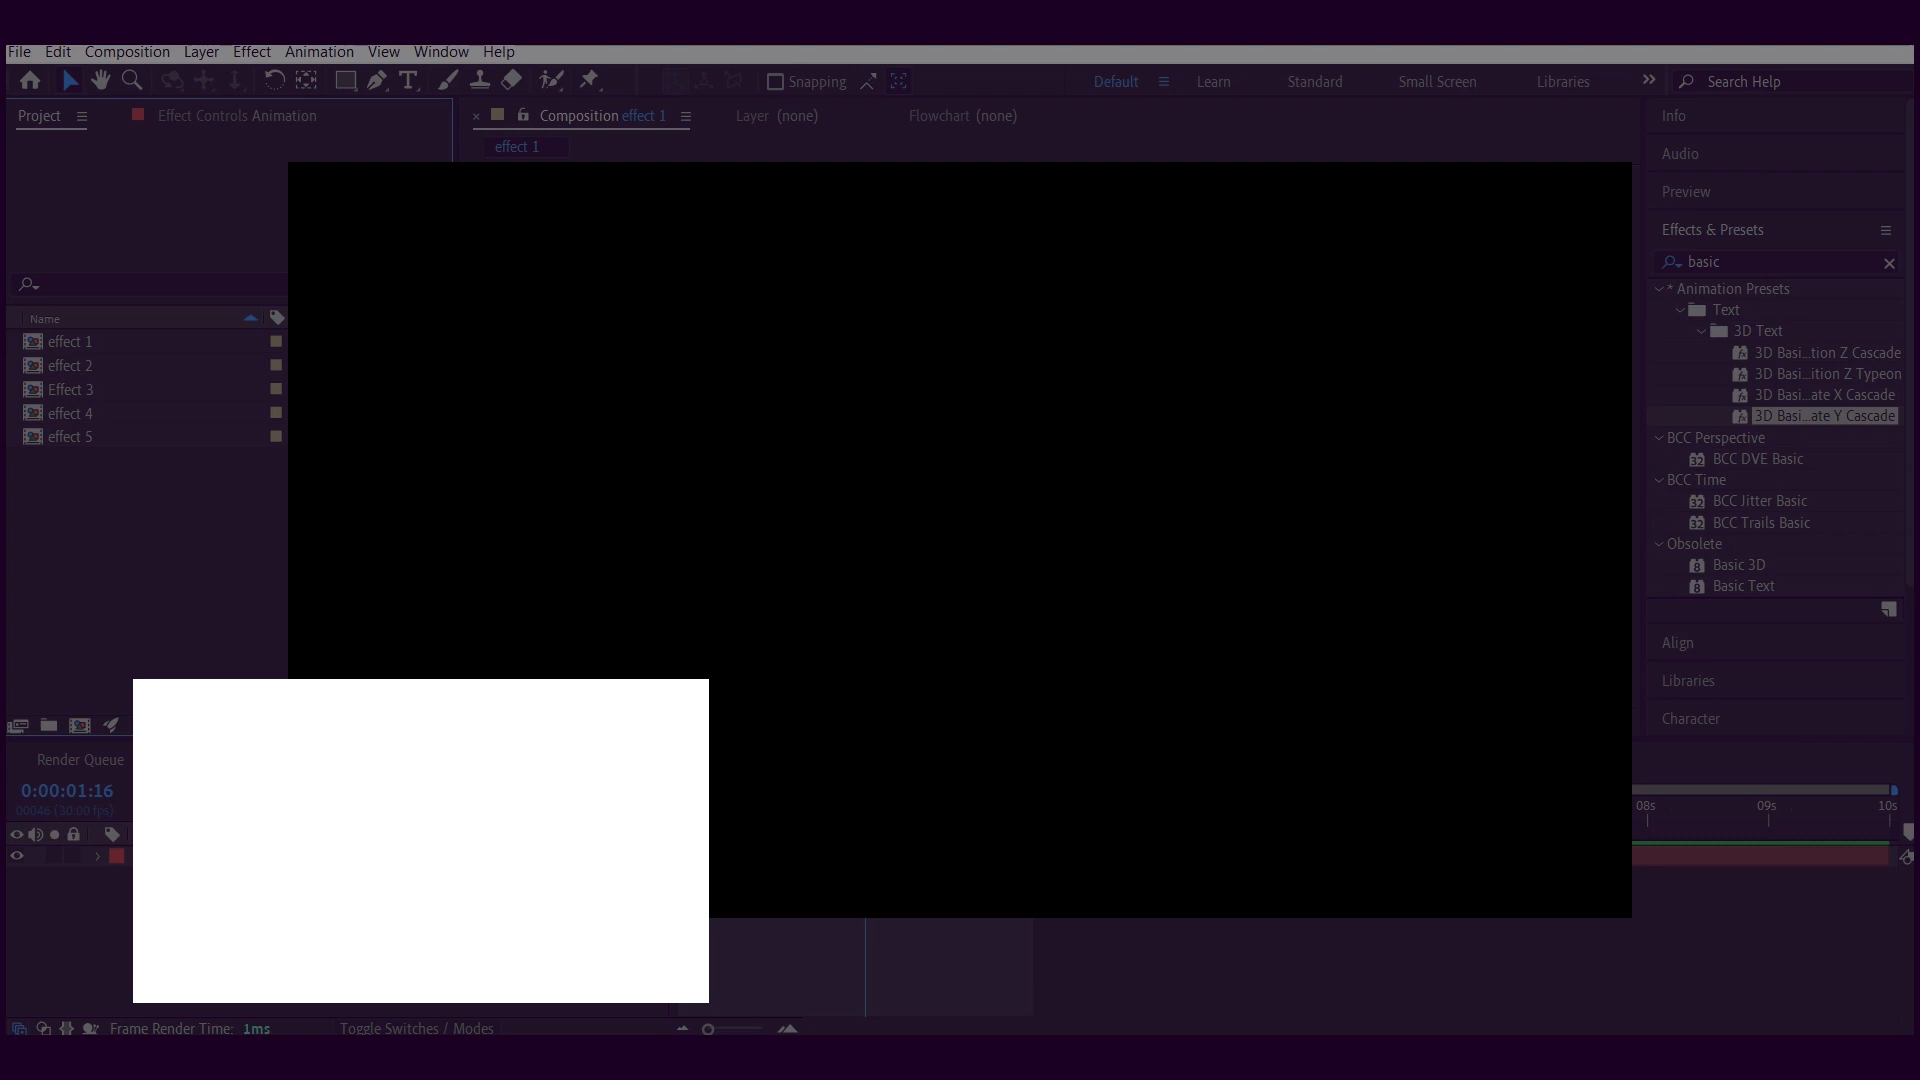 File Edit Composition Layer Effect Animation View Window Help
Snapping Default Learn Standard Small Screen Libraries Search Help
Project Effect Controls Animation Composition effect 1 Layer (none) Flowchart (none) Info
effect 1
Audio
Preview
Effects & Presets
basic
Name
effect 1
effect 2
Effect 3
effect 4
effect 5
* Animation Presets
Text
3D Text
3D Basi...tion Z Cascade
3D Basi...ition Z Typeon
3D Basi...ate X Cascade
3D Basi...ate Y Cascade
BCC Perspective
BCC DVE Basic
BCC Time
BCC Jitter Basic
BCC Trails Basic
Obsolete
Basic 3D
Basic Text
Align
Libraries
Character
Render Queue
0:00:01:16
00046 (30:00 fps)
08s 09s 10s
Frame Render Time: 1ms Toggle Switches / Modes